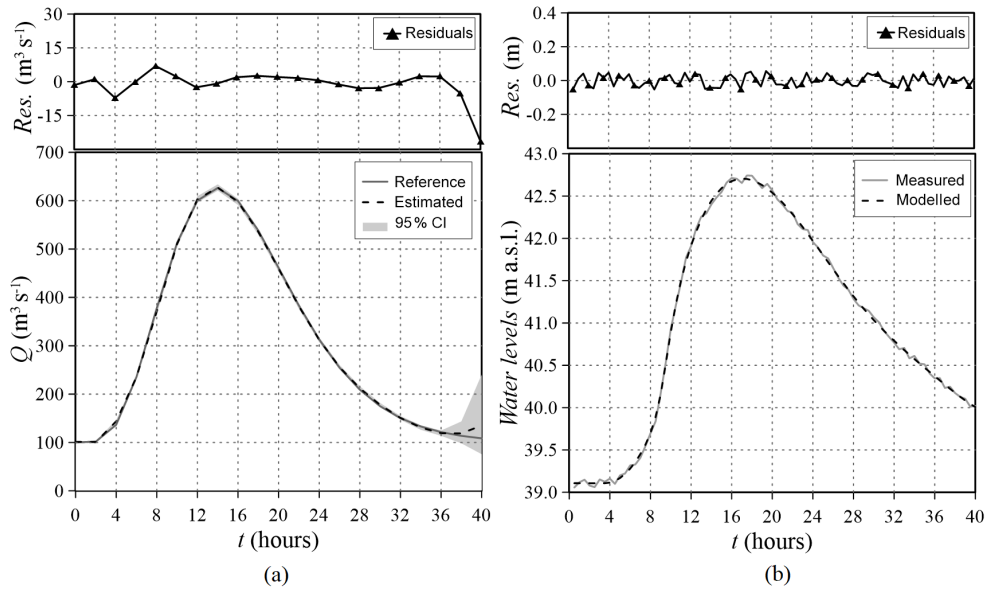 30
15
0
-15
Res. (m³ s⁻¹)
Residuals
700
600
500
400
300
200
100
0
Q (m³ s⁻¹)
Reference
Estimated
95 % CI
0 4 8 12 16 20 24 28 32 36 40
t (hours)
(a)
0.4
0.2
0.0
-0.2
Res. (m)
Residuals
43.0
42.5
42.0
41.5
41.0
40.5
40.0
39.5
39.0
Water levels (m a.s.l.)
Measured
Modelled
0 4 8 12 16 20 24 28 32 36 40
t (hours)
(b)